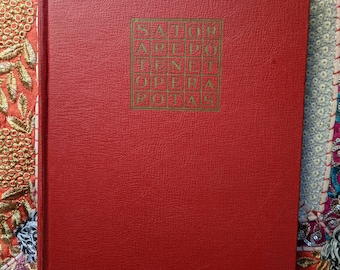 SATOR
AREPO
TENET
OPERA
ROTAS